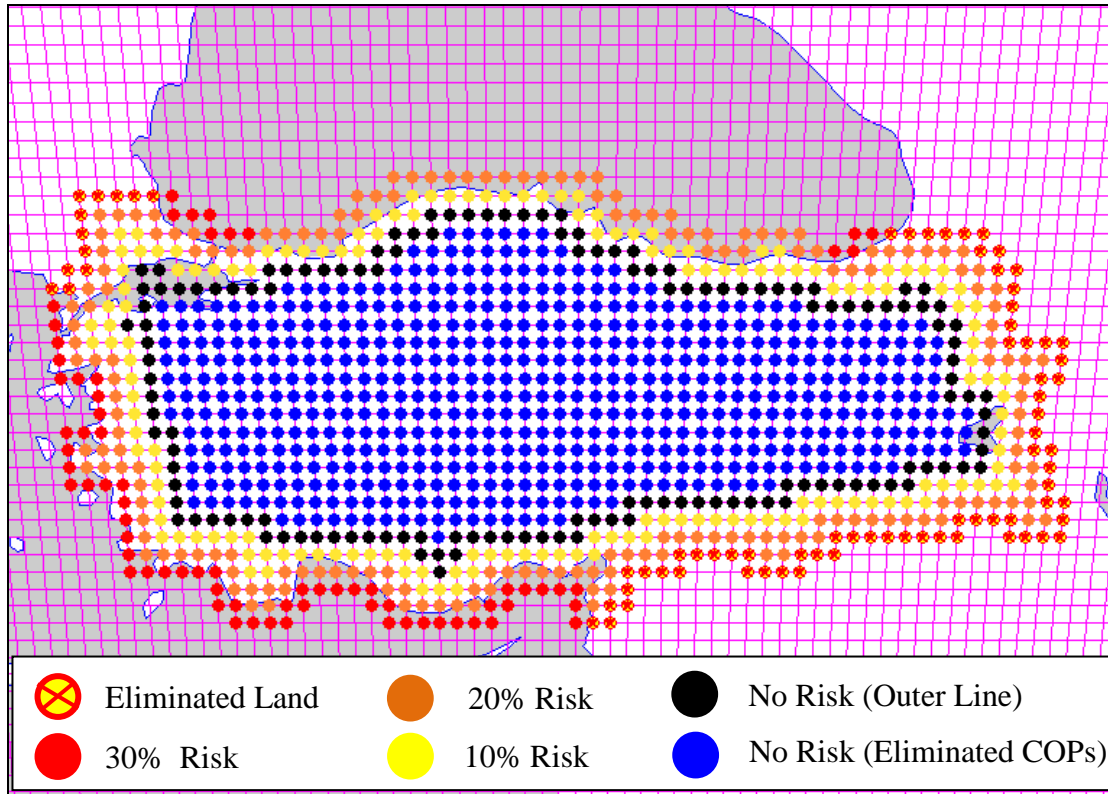 Eliminated Land
20% Risk
No Risk (Outer Line)
30% Risk
10% Risk
No Risk (Eliminated COPs)